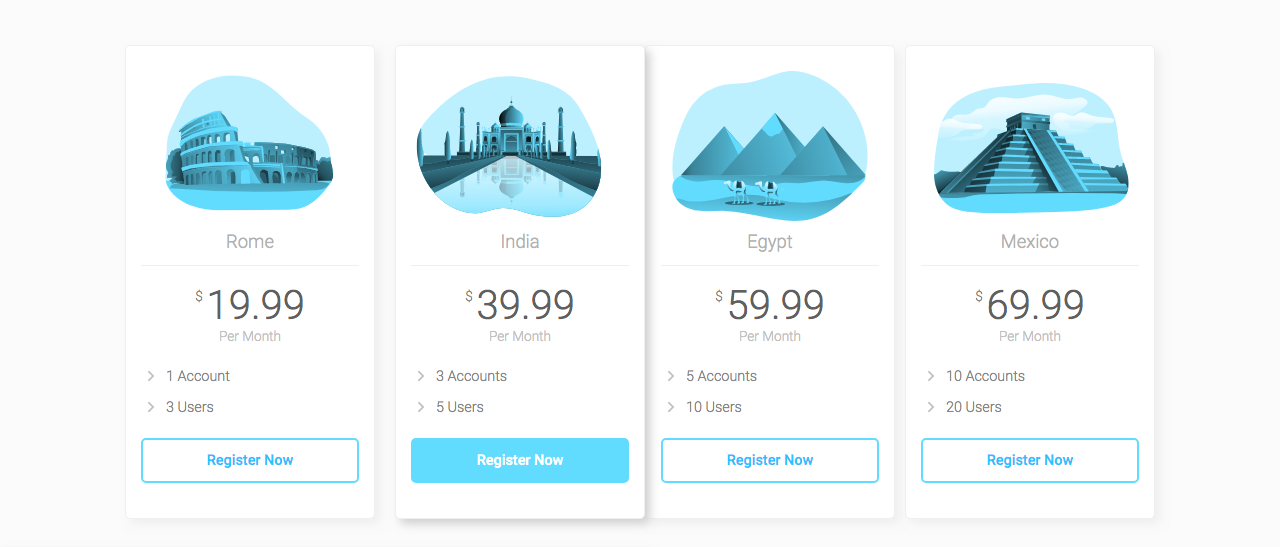 Rome
$ 19.99
Per Month
1 Account
3 Users
Register Now
India
$ 39.99
Per Month
3 Accounts
5 Users
Register Now
Egypt
$ 59.99
Per Month
5 Accounts
10 Users
Register Now
Mexico
$ 69.99
Per Month
10 Accounts
20 Users
Register Now